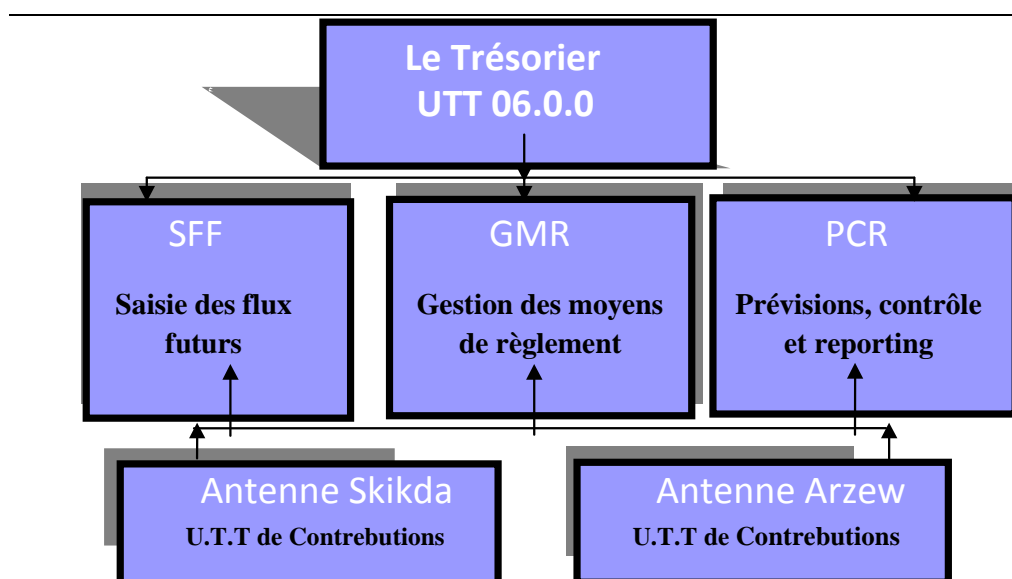 Le Trésorier
UTT 06.0.0
SFF
Saisie des flux
futurs
GMR
Gestion des moyens
de règlement
PCR
Prévisions, contrôle
et reporting
Antenne Skikda
U.T.T de Contrebutions
Antenne Arzew
U.T.T de Contrebutions